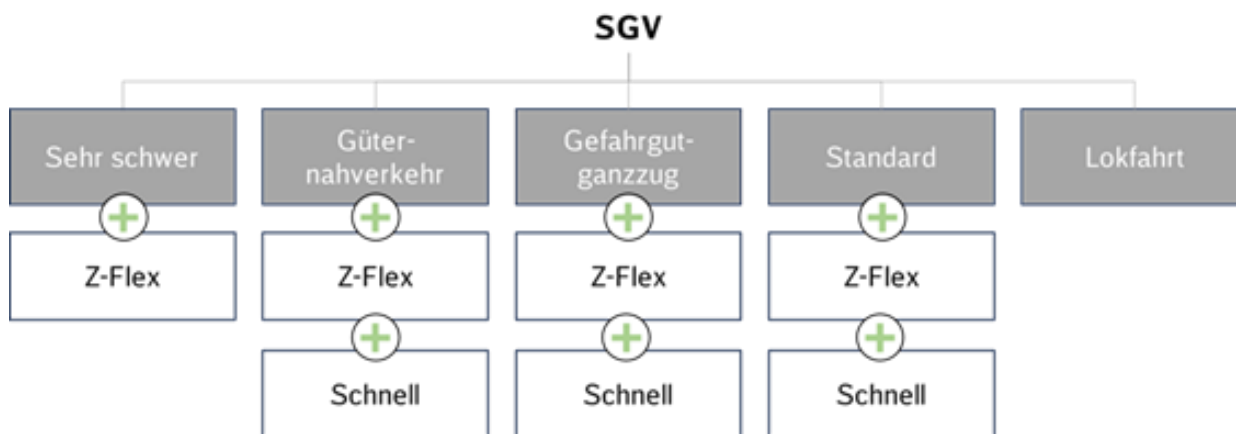 SGV
Sehr schwer
Güter-
nahverkehr
Gefahrgut-
ganzzug
Standard
Lokfahrt
Z-Flex
Z-Flex
Z-Flex
Z-Flex
Schnell
Schnell
Schnell